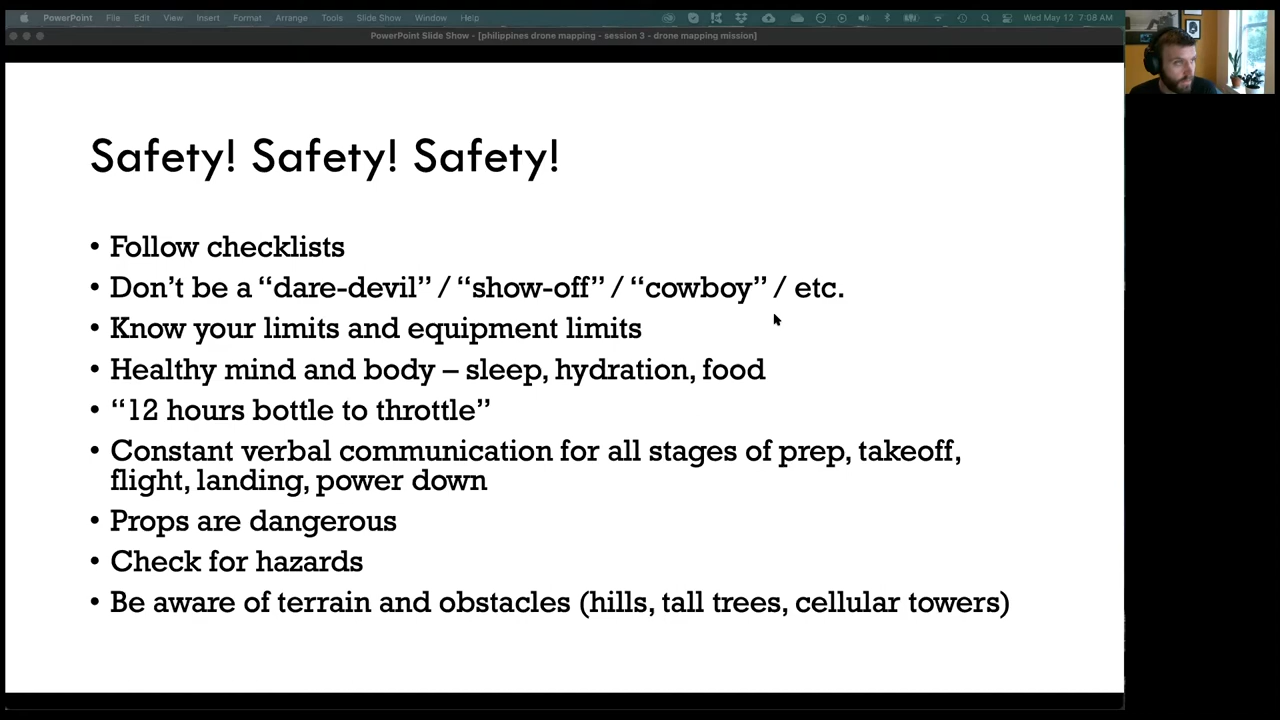 PowerPoint File Edit View Insert Format Arrange Tools Slide Show Window Help Wed May 12 7:08 AM
PowerPoint Slide Show - [philippines drone mapping - session 3 - drone mapping mission]
Safety! Safety! Safety!
• Follow checklists
• Don’t be a “dare-devil” / “show-off” / “cowboy” / etc.
• Know your limits and equipment limits
• Healthy mind and body – sleep, hydration, food
• “12 hours bottle to throttle”
• Constant verbal communication for all stages of prep, takeoff,
flight, landing, power down
• Props are dangerous
• Check for hazards
• Be aware of terrain and obstacles (hills, tall trees, cellular towers)